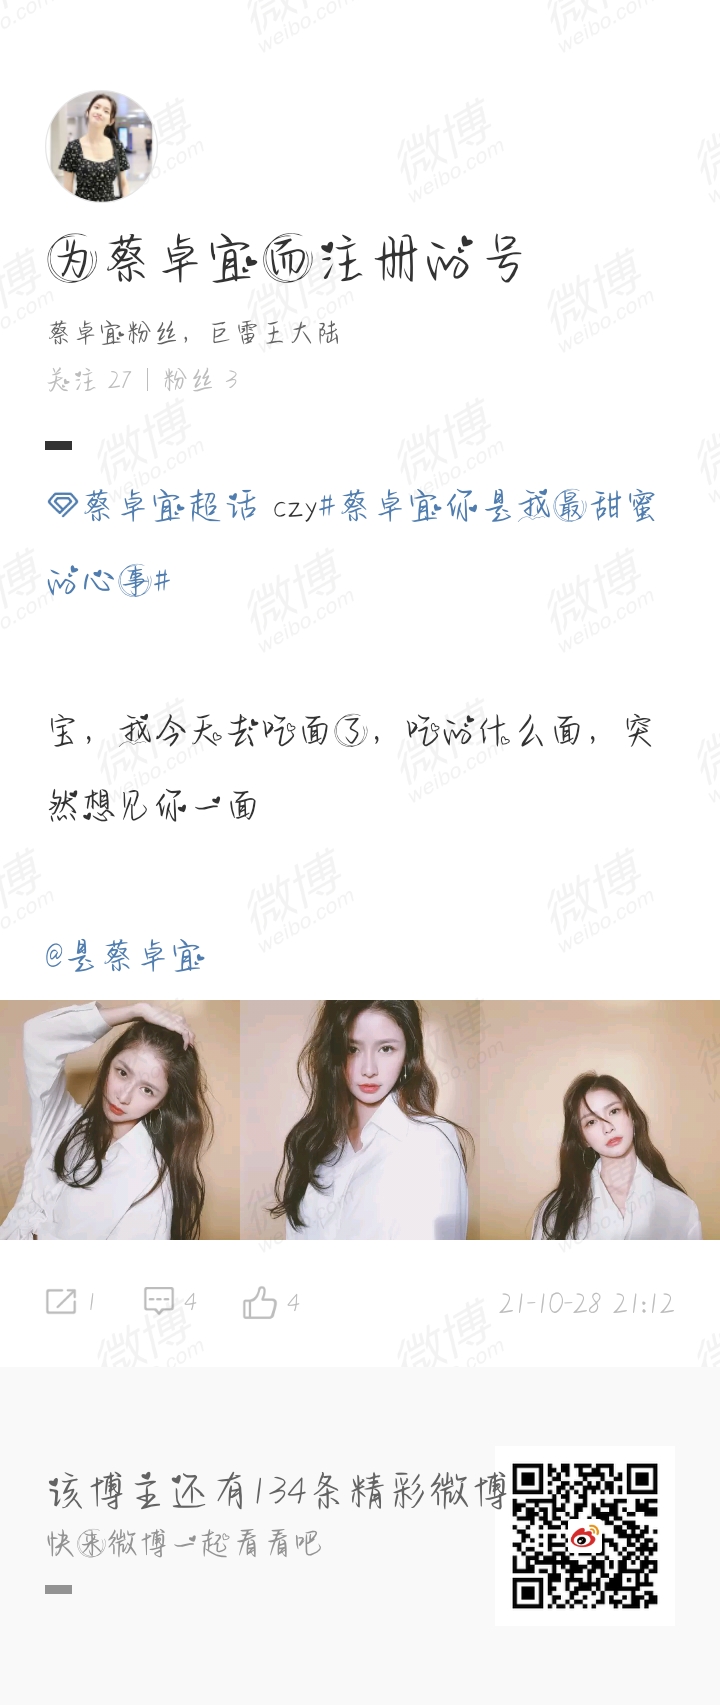 为蔡卓宜而注册的号
蔡卓宜粉丝，巨雷王大陆
关注 27 | 粉丝 3
蔡卓宜超话 czy#蔡卓宜你是我最甜蜜
的心事#
宝，我今天去吃面了，吃的什么面，突
然想见你一面
@是蔡卓宜
1 4 4 21-10-28 21:12
该博主还有134条精彩微博
快来微博一起看看吧
微博
weibo.com